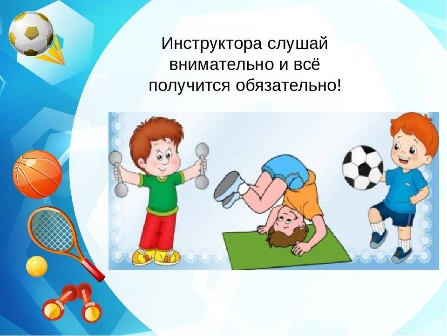 Инструктора слушай
внимательно и всё
получится обязательно!